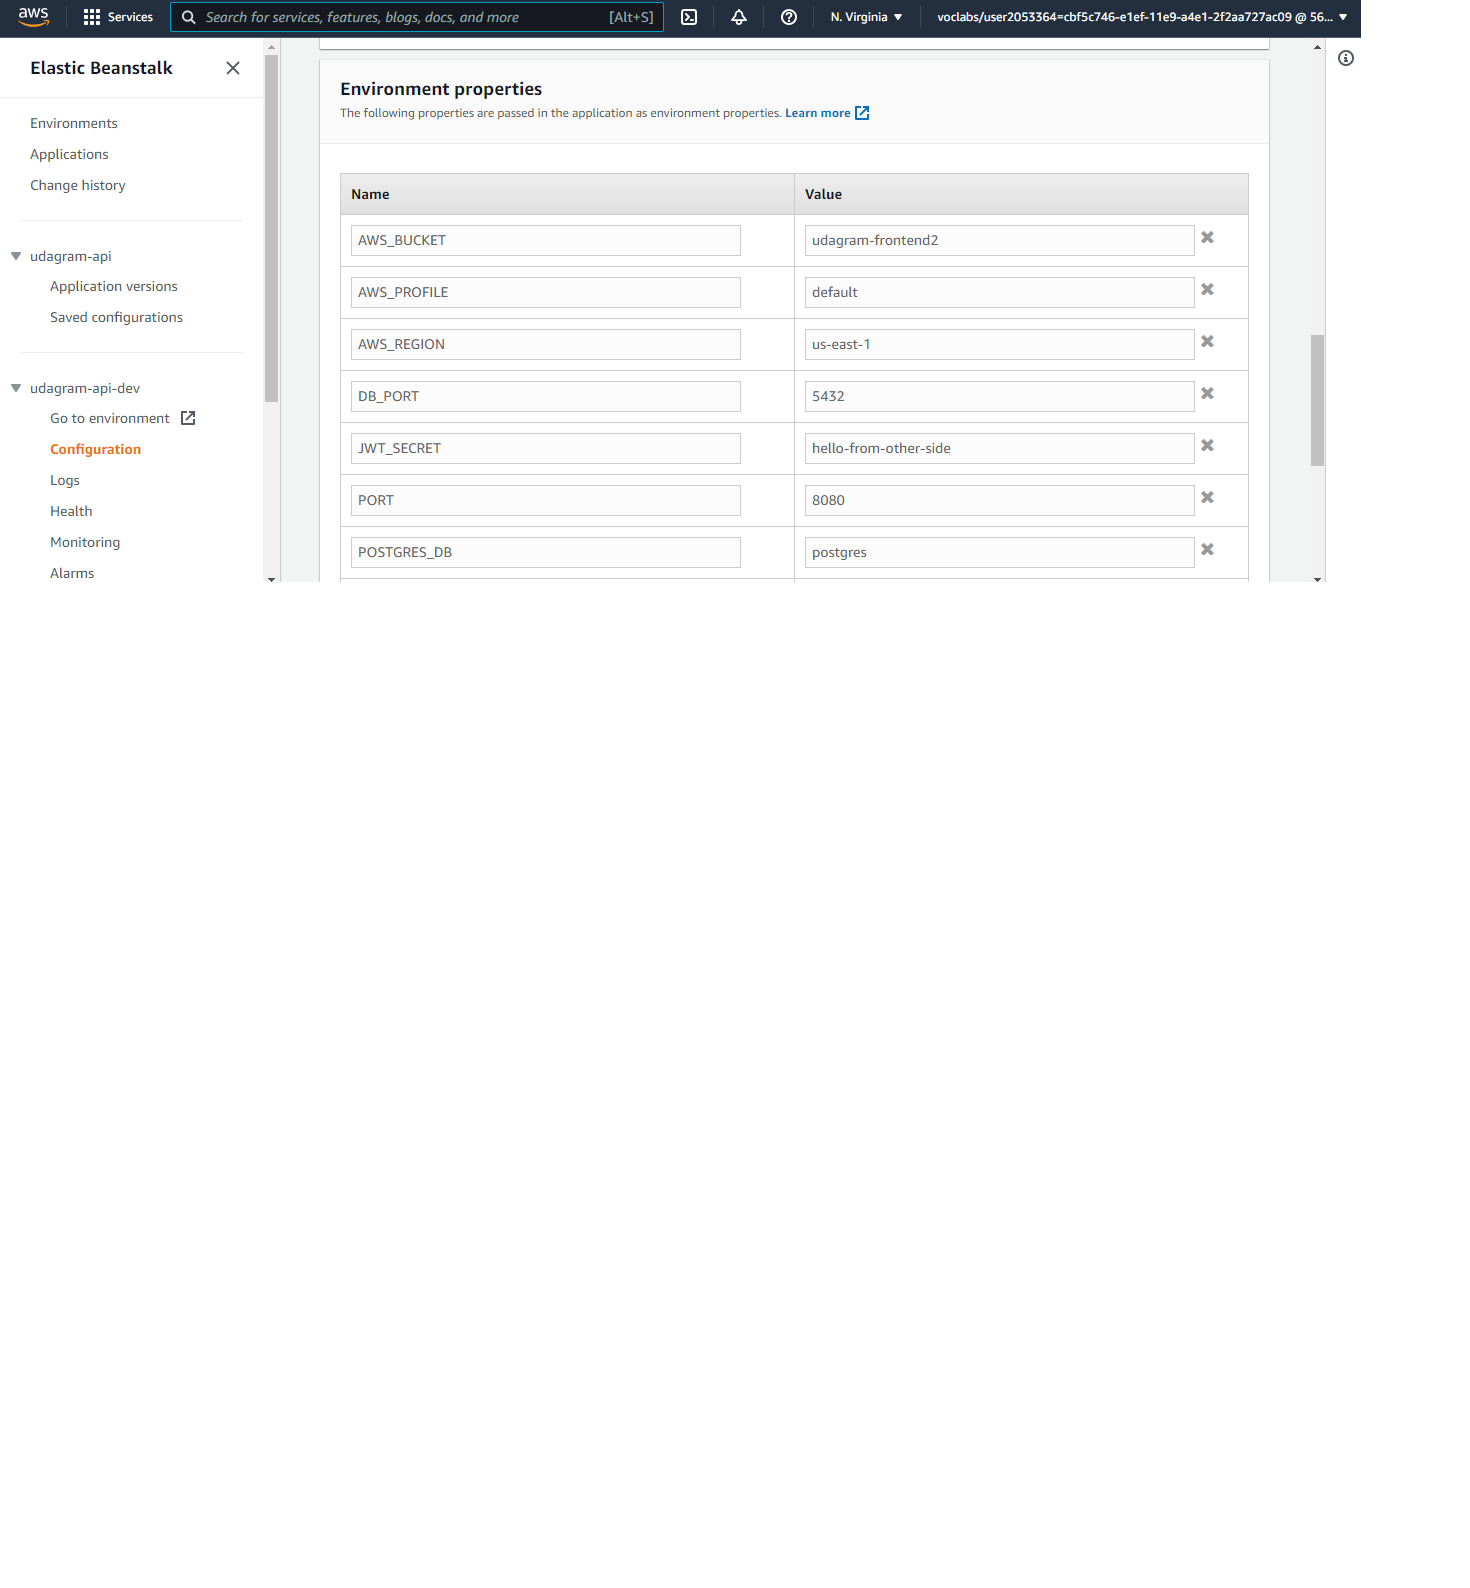 aws
Services
Search for services, features, blogs, docs, and more
[Alt+S]
N. Virginia
voclabs/user2053364=cbf5c746-e1ef-11e9-a4e1-2f2aa727ac09 @ 56...
Elastic Beanstalk
Environments
Applications
Change history
udagram-api
Application versions
Saved configurations
udagram-api-dev
Go to environment
Configuration
Logs
Health
Monitoring
Alarms
Environment properties
The following properties are passed in the application as environment properties. Learn more
Name Value
AWS_BUCKET udagram-frontend2
AWS_PROFILE default
AWS_REGION us-east-1
DB_PORT 5432
JWT_SECRET hello-from-other-side
PORT 8080
POSTGRES_DB postgres